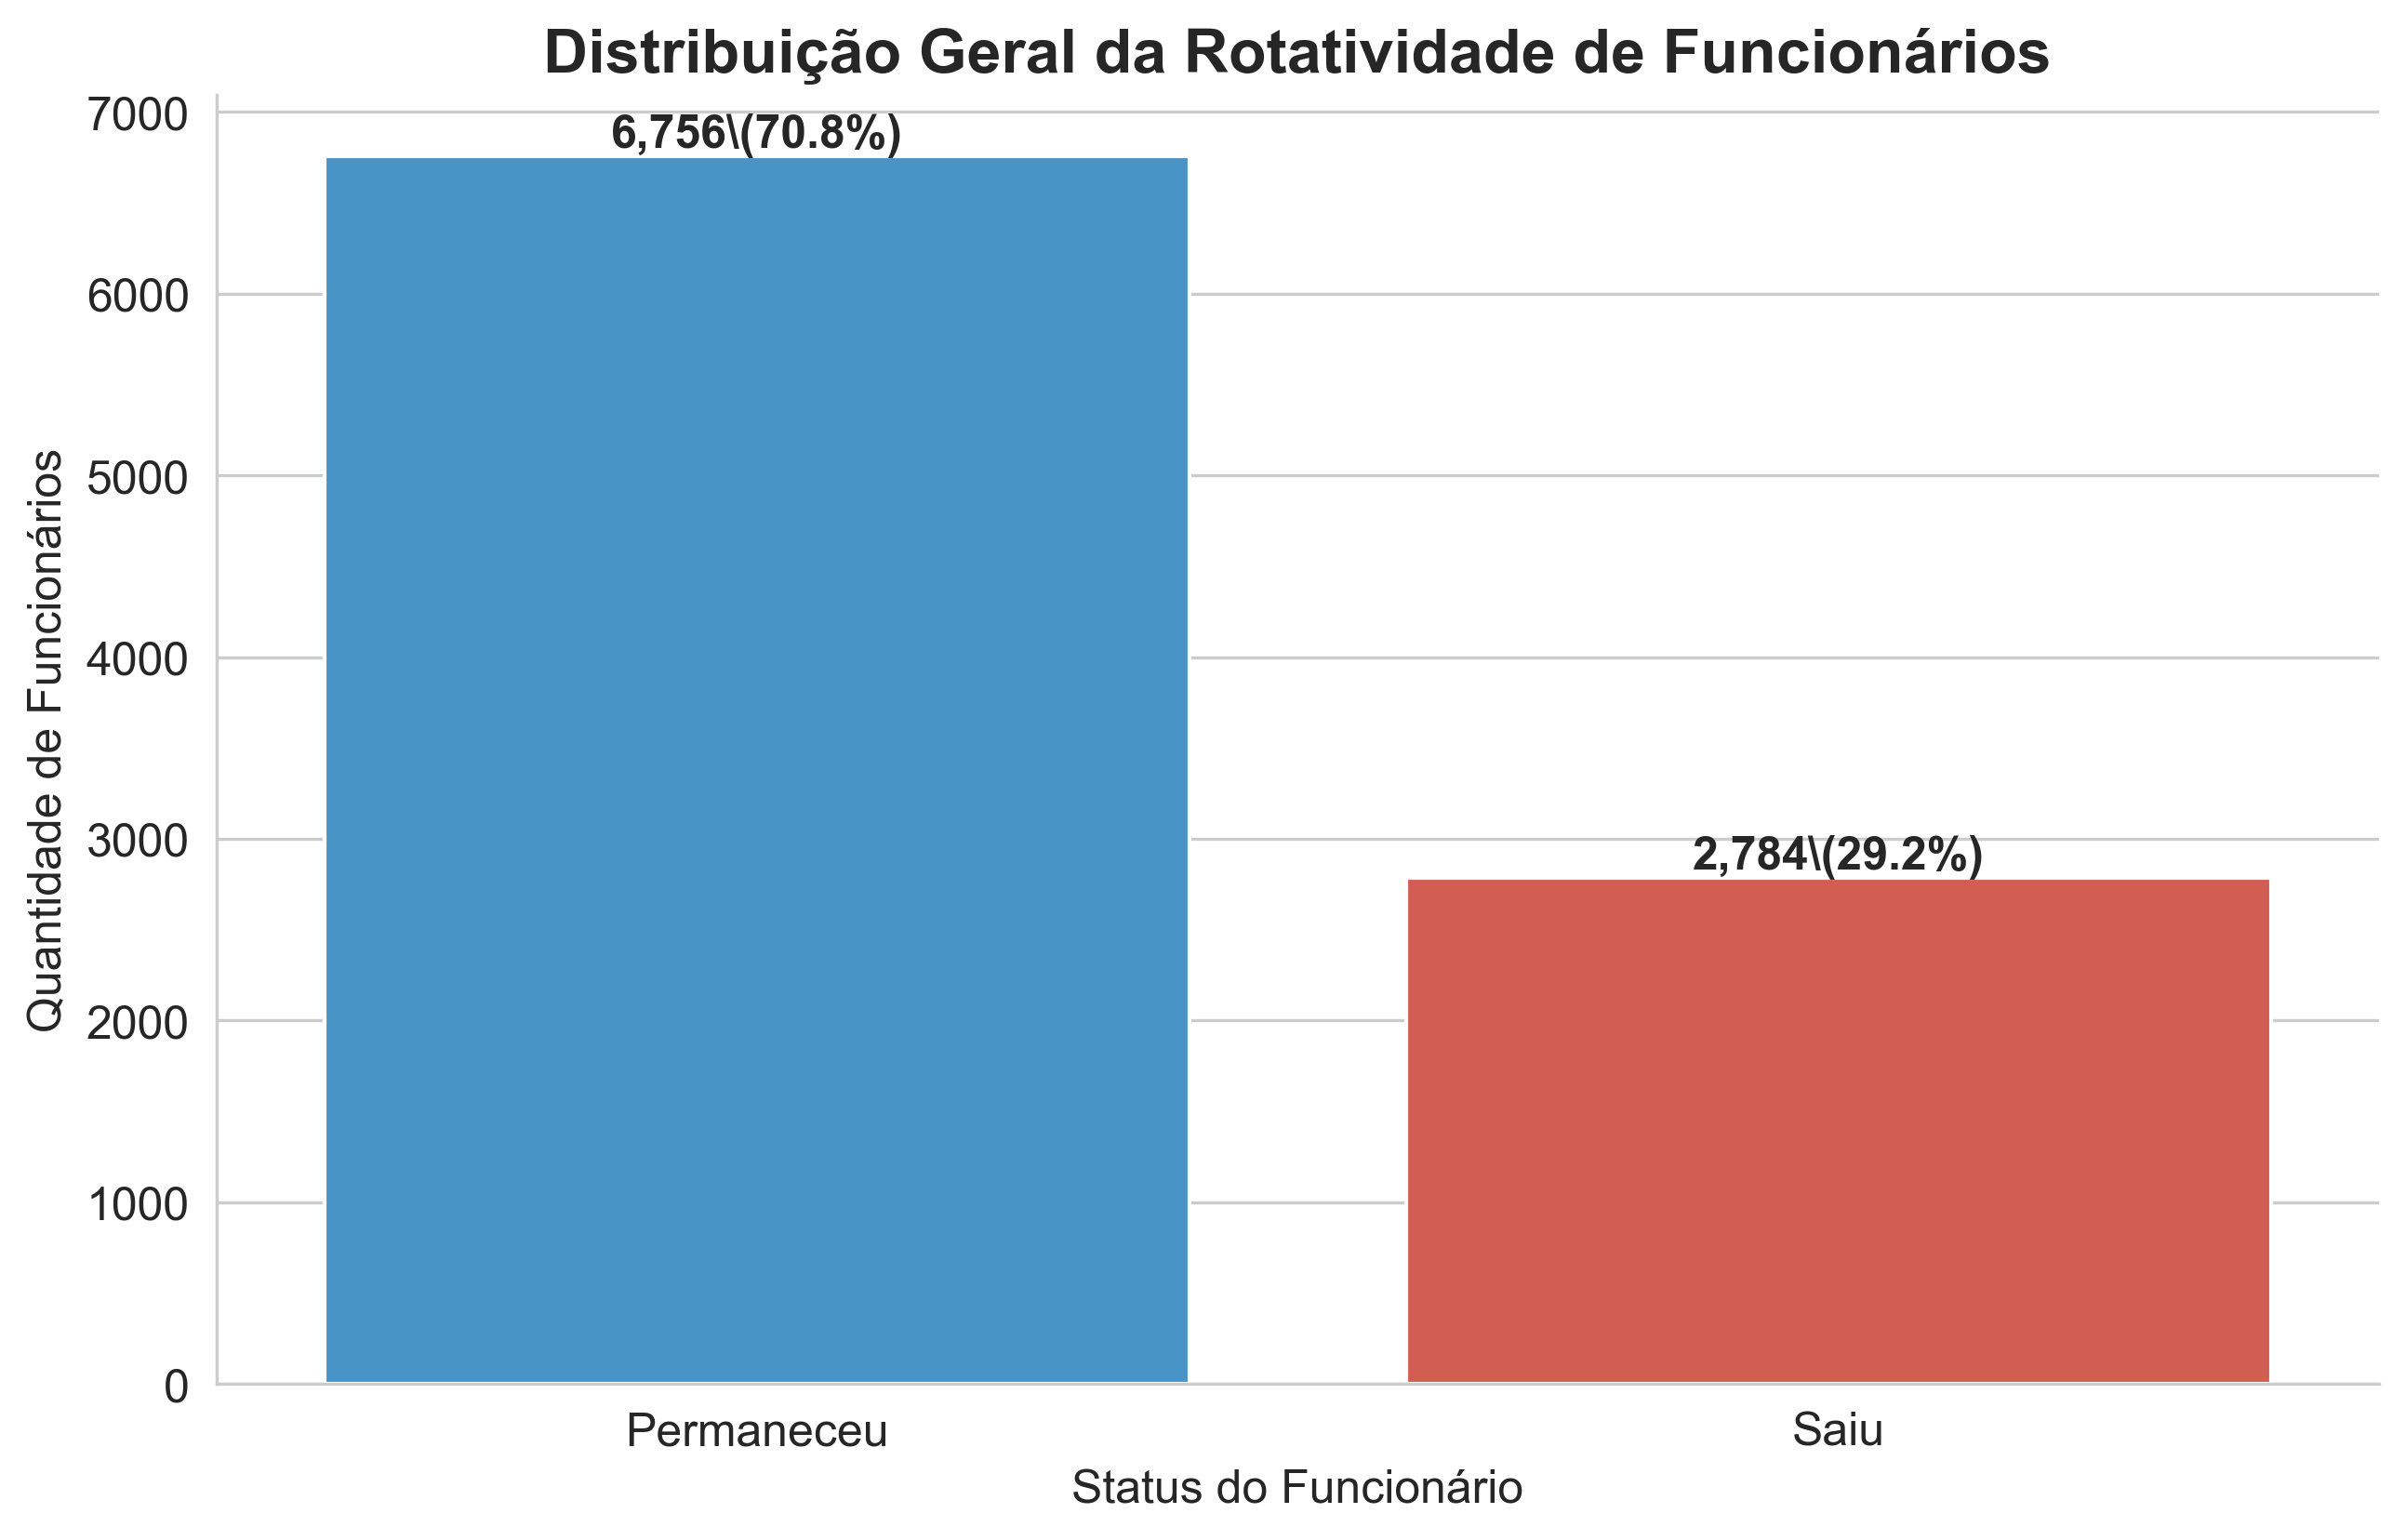 Distribuição Geral da Rotatividade de Funcionários
Quantidade de Funcionários
7000
6000
5000
4000
3000
2000
1000
0
6,756\(70.8%)
2,784\(29.2%)
Permaneceu
Saiu
Status do Funcionário